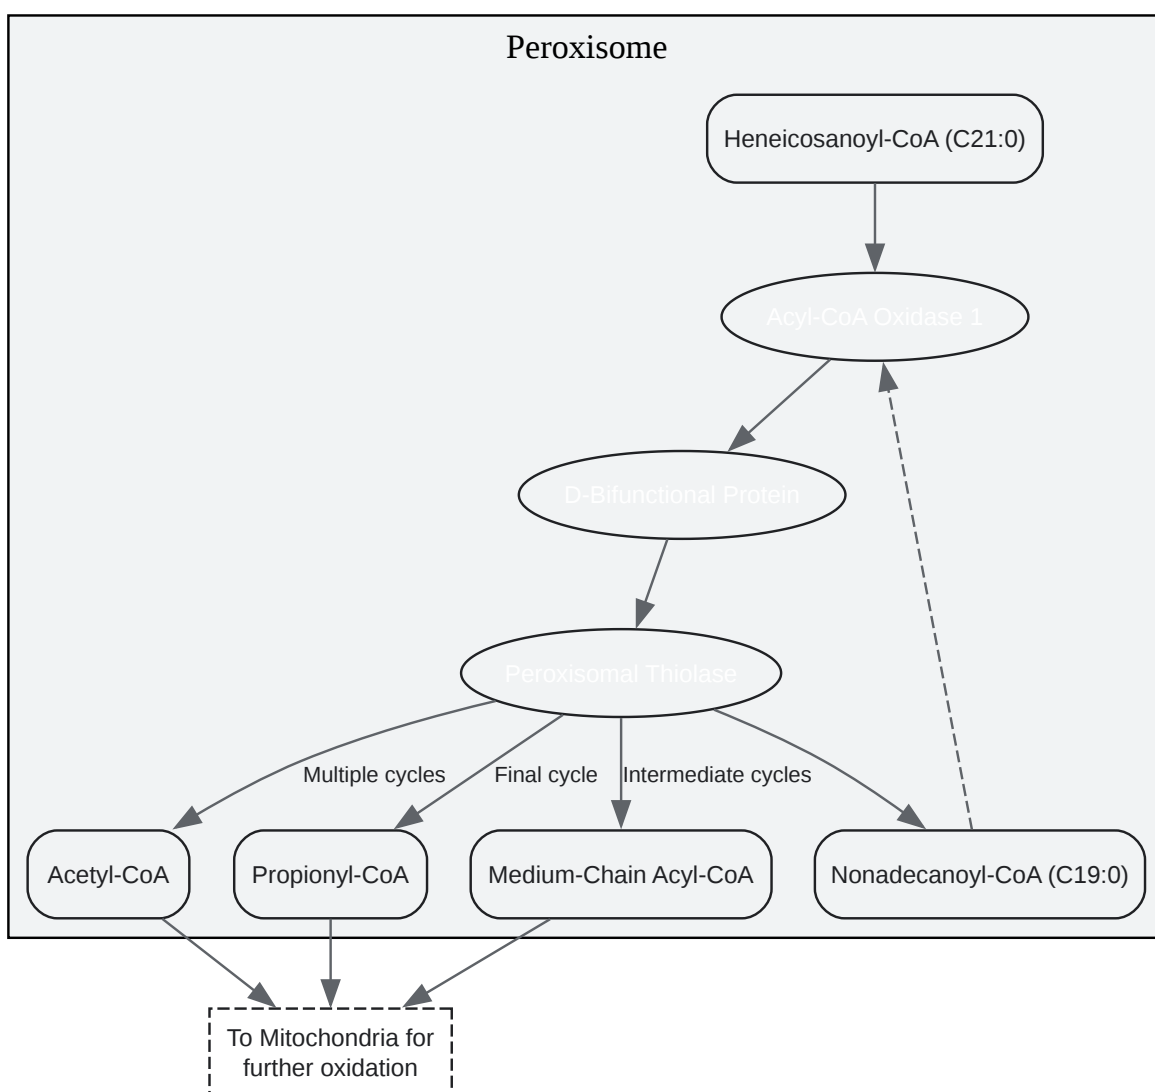 Peroxisome
Heneicosanoyl-CoA (C21:0)
Acyl-CoA Oxidase 1
D-Bifunctional Protein
Peroxisomal Thiolase
Multiple cycles
Final cycle
Intermediate cycles
Acetyl-CoA
Propionyl-CoA
Medium-Chain Acyl-CoA
Nonadecanoyl-CoA (C19:0)
To Mitochondria for
further oxidation